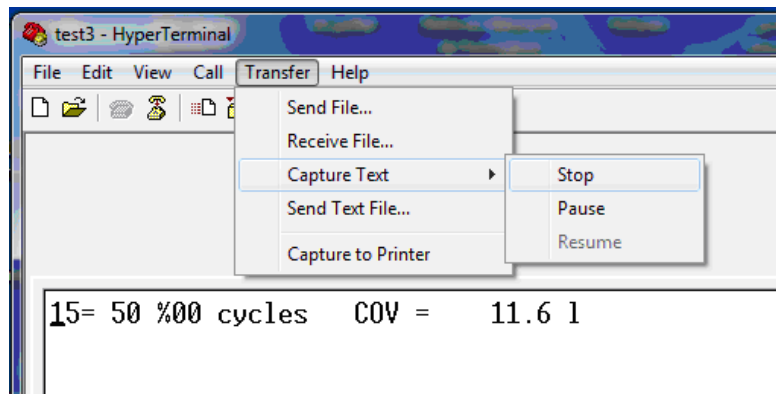 test3 - HyperTerminal
File Edit View Call Transfer Help
Send File...
Receive File...
Capture Text
Stop
Send Text File...
Pause
Resume
Capture to Printer
15= 50 %00 cycles COV = 11.6 l